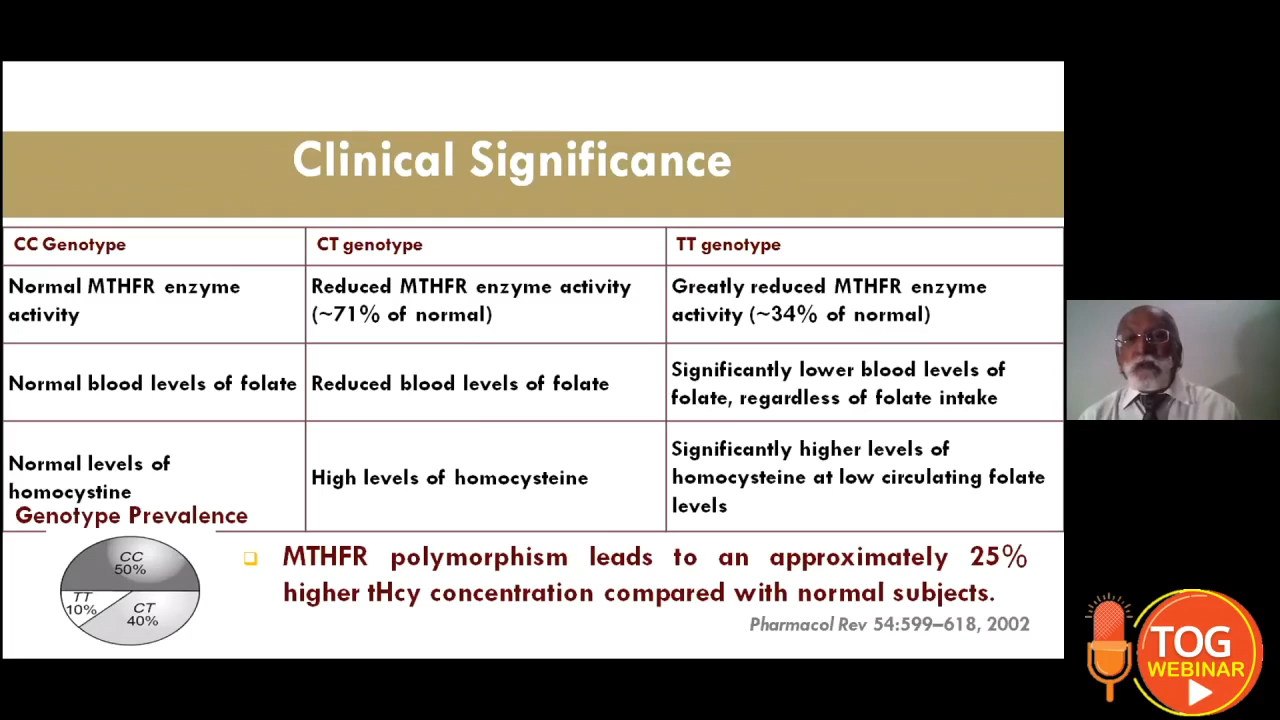 Clinical Significance
CC Genotype
CT genotype
TT genotype
Normal MTHFR enzyme
activity
Reduced MTHFR enzyme activity
(~71% of normal)
Greatly reduced MTHFR enzyme
activity (~34% of normal)
Normal blood levels of folate
Reduced blood levels of folate
Significantly lower blood levels of
folate, regardless of folate intake
Normal levels of
homocystine
High levels of homocysteine
Significantly higher levels of
homocysteine at low circulating folate
levels
Genotype Prevalence
CC
50%
TT
10%
CT
40%
MTHFR polymorphism leads to an approximately 25%
higher tHcy concentration compared with normal subjects.
Pharmacol Rev 54:599–618, 2002
TOG
WEBINAR